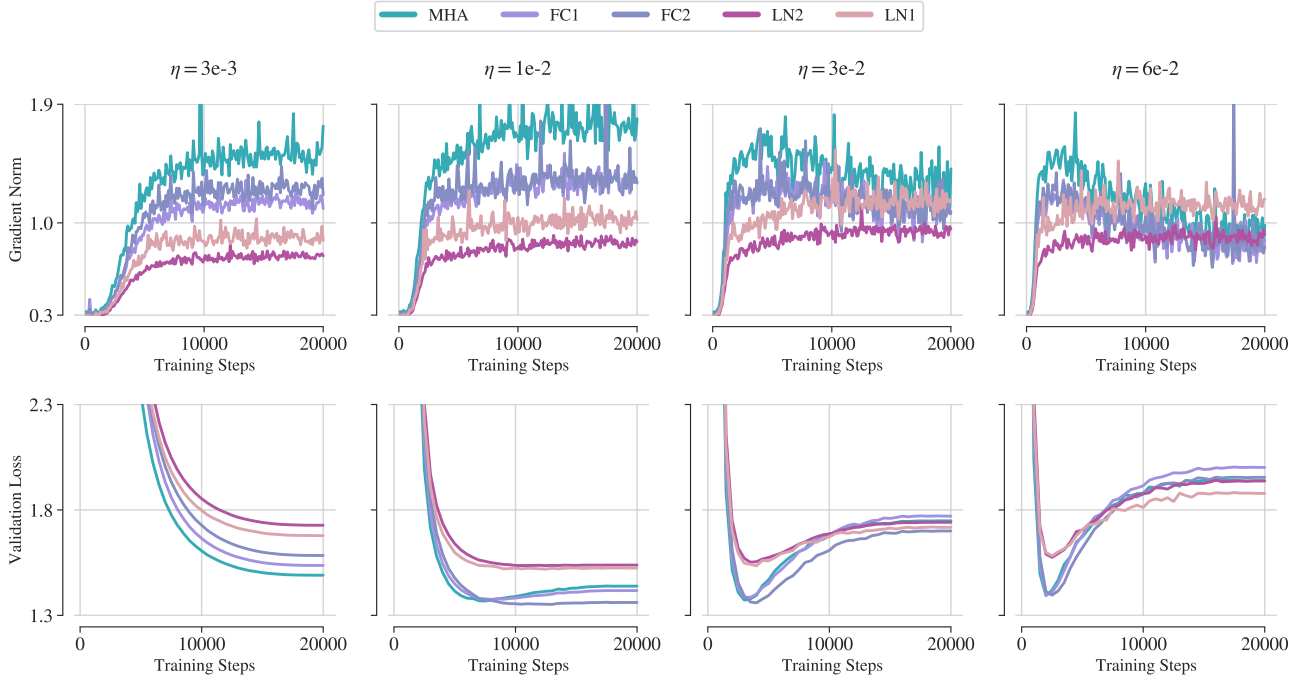 MHA FC1 FC2 LN2 LN1
η = 3e-3 η = 1e-2 η = 3e-2 η = 6e-2
Gradient Norm
1.9
1.0
0.3
0 10000 20000 0 10000 20000 0 10000 20000 0 10000 20000
Training Steps Training Steps Training Steps Training Steps
Validation Loss
2.3
1.8
1.3
0 10000 20000 0 10000 20000 0 10000 20000 0 10000 20000
Training Steps Training Steps Training Steps Training Steps